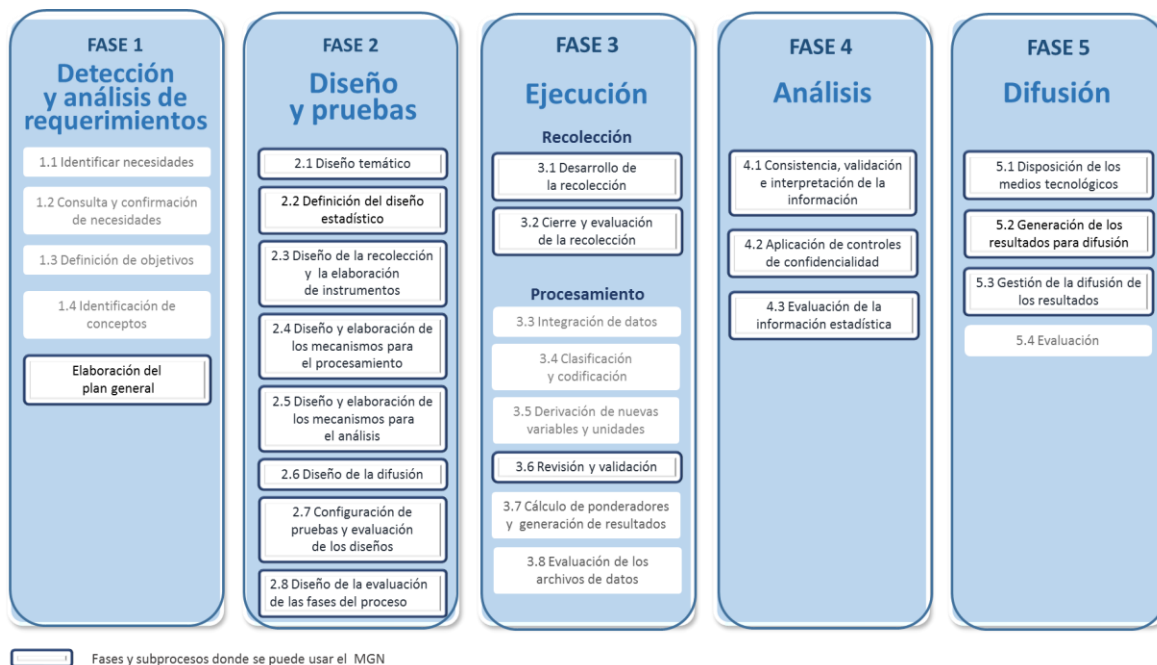 FASE 1
Detección
y análisis de
requerimientos
1.1 Identificar necesidades
1.2 Consulta y confirmación
de necesidades
1.3 Definición de objetivos
1.4 Identificación de
conceptos
Elaboración del
plan general
FASE 2
Diseño
y pruebas
2.1 Diseño temático
2.2 Definición del diseño
estadístico
2.3 Diseño de la recolección
y la elaboración
de instrumentos
2.4 Diseño y elaboración de
los mecanismos para
el procesamiento
2.5 Diseño y elaboración de
los mecanismos para
el análisis
2.6 Diseño de la difusión
2.7 Configuración de
pruebas y evaluación
de los diseños
2.8 Diseño de la evaluación
de las fases del proceso
FASE 3
Ejecución
Recolección
3.1 Desarrollo de
la recolección
3.2 Cierre y evaluación
de la recolección
Procesamiento
3.3 Integración de datos
3.4 Clasificación
y codificación
3.5 Derivación de nuevas
variables y unidades
3.6 Revisión y validación
3.7 Cálculo de ponderadores
y generación de resultados
3.8 Evaluación de los
archivos de datos
FASE 4
Análisis
4.1 Consistencia, validación
e interpretación de la
información
4.2 Aplicación de controles
de confidencialidad
4.3 Evaluación de la
información estadística
FASE 5
Difusión
5.1 Disposición de los
medios tecnológicos
5.2 Generación de los
resultados para difusión
5.3 Gestión de la difusión de
los resultados
5.4 Evaluación
Fases y subprocesos donde se puede usar el MGN